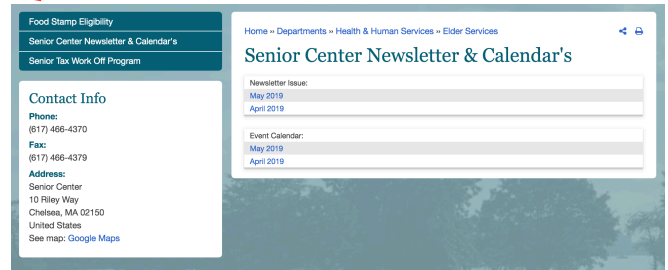 Food Stamp Eligibility
Senior Center Newsletter & Calendar's
Senior Tax Work Off Program
Contact Info
Phone:
(617) 466-4370
Fax:
(617) 466-4379
Address:
Senior Center
10 Riley Way
Chelsea, MA 02150
United States
See map: Google Maps
Home » Departments » Health & Human Services » Elder Services
Senior Center Newsletter & Calendar's
Newsletter Issue:
May 2019
April 2019
Event Calendar:
May 2019
April 2019